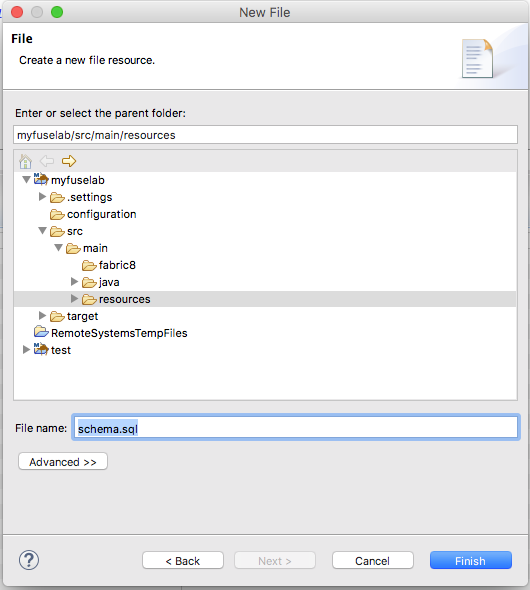 New File
File
Create a new file resource.
Enter or select the parent folder:
myfuselab/src/main/resources
myfuselab
.settings
configuration
src
main
fabric8
java
resources
target
RemoteSystemsTempFiles
test
File name: schema.sql
Advanced >>
? < Back Next > Cancel Finish